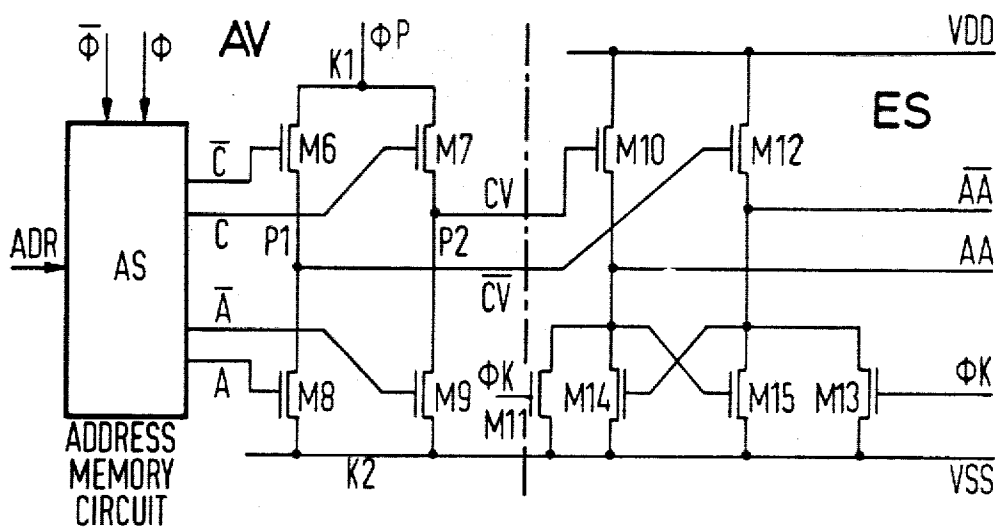 Φ̅ Φ AV ΦP VDD
K1
ES
C̅ M6 M7 M10 M12
CV A̅A̅
C
ADR P1 P2 AA
AS
C̅V̅
A̅
A M8 M9 ΦK M14 M15 M13 ΦK
M11
ADDRESS
MEMORY
CIRCUIT
K2 VSS